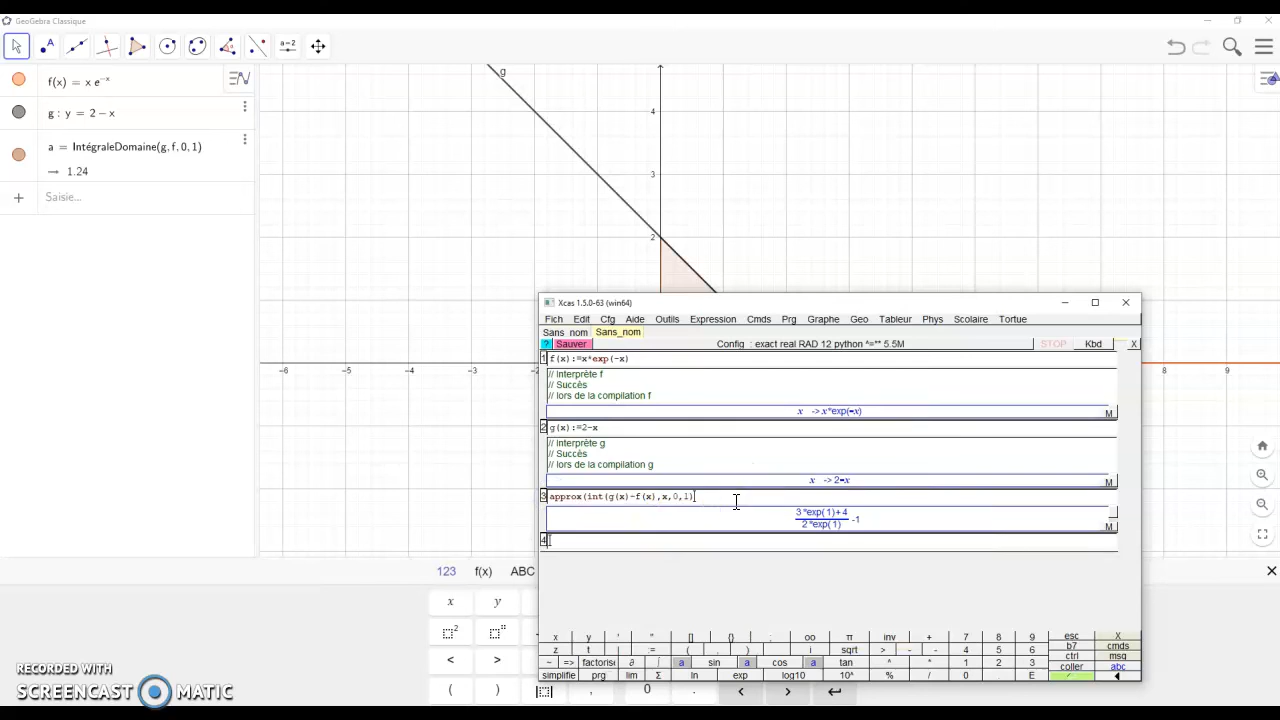 GeoGebra Classique
a=2
f(x) = x e^−x
g : y = 2 − x
a = IntégraleDomaine(g, f, 0, 1)
→ 1.24
Saisie...
g
4
3
2
−6
−5
−4
−3
−2
8
9
Xcas 1.5.0-63 (win64)
Fich Edit Cfg Aide Outils Expression Cmds Prg Graphe Geo Tableur Phys Scolaire Tortue
Sans_nom Sans_nom
? Sauver Config : exact real RAD 12 python ^=** 5.5M STOP Kbd X
1 f(x):=x*exp(-x)
// Interprète f
// Succès
// lors de la compilation f
x -> x*exp(-x)
M
2 g(x):=2-x
// Interprète g
// Succès
// lors de la compilation g
x -> 2-x
M
3 approx(int(g(x)-f(x),x,0,1)
3*exp(1)+4
2*exp(1)
-1
M
4
123 f(x) ABC
x y
< >
( ) , 0 . < >
x y ' " [] {} ; oo π inv + 7 8 9 esc X
b7 cmds
z t | := ( , ) i sqrt > - - 4 5 6 ctrl msg
~ => factoris ∂ ∫ a sin a cos a tan ^ * 1 2 3 coller abc
simplifie prg lim Σ ln exp log10 10^ % / 0 . E
RECORDED WITH
SCREENCAST MATIC